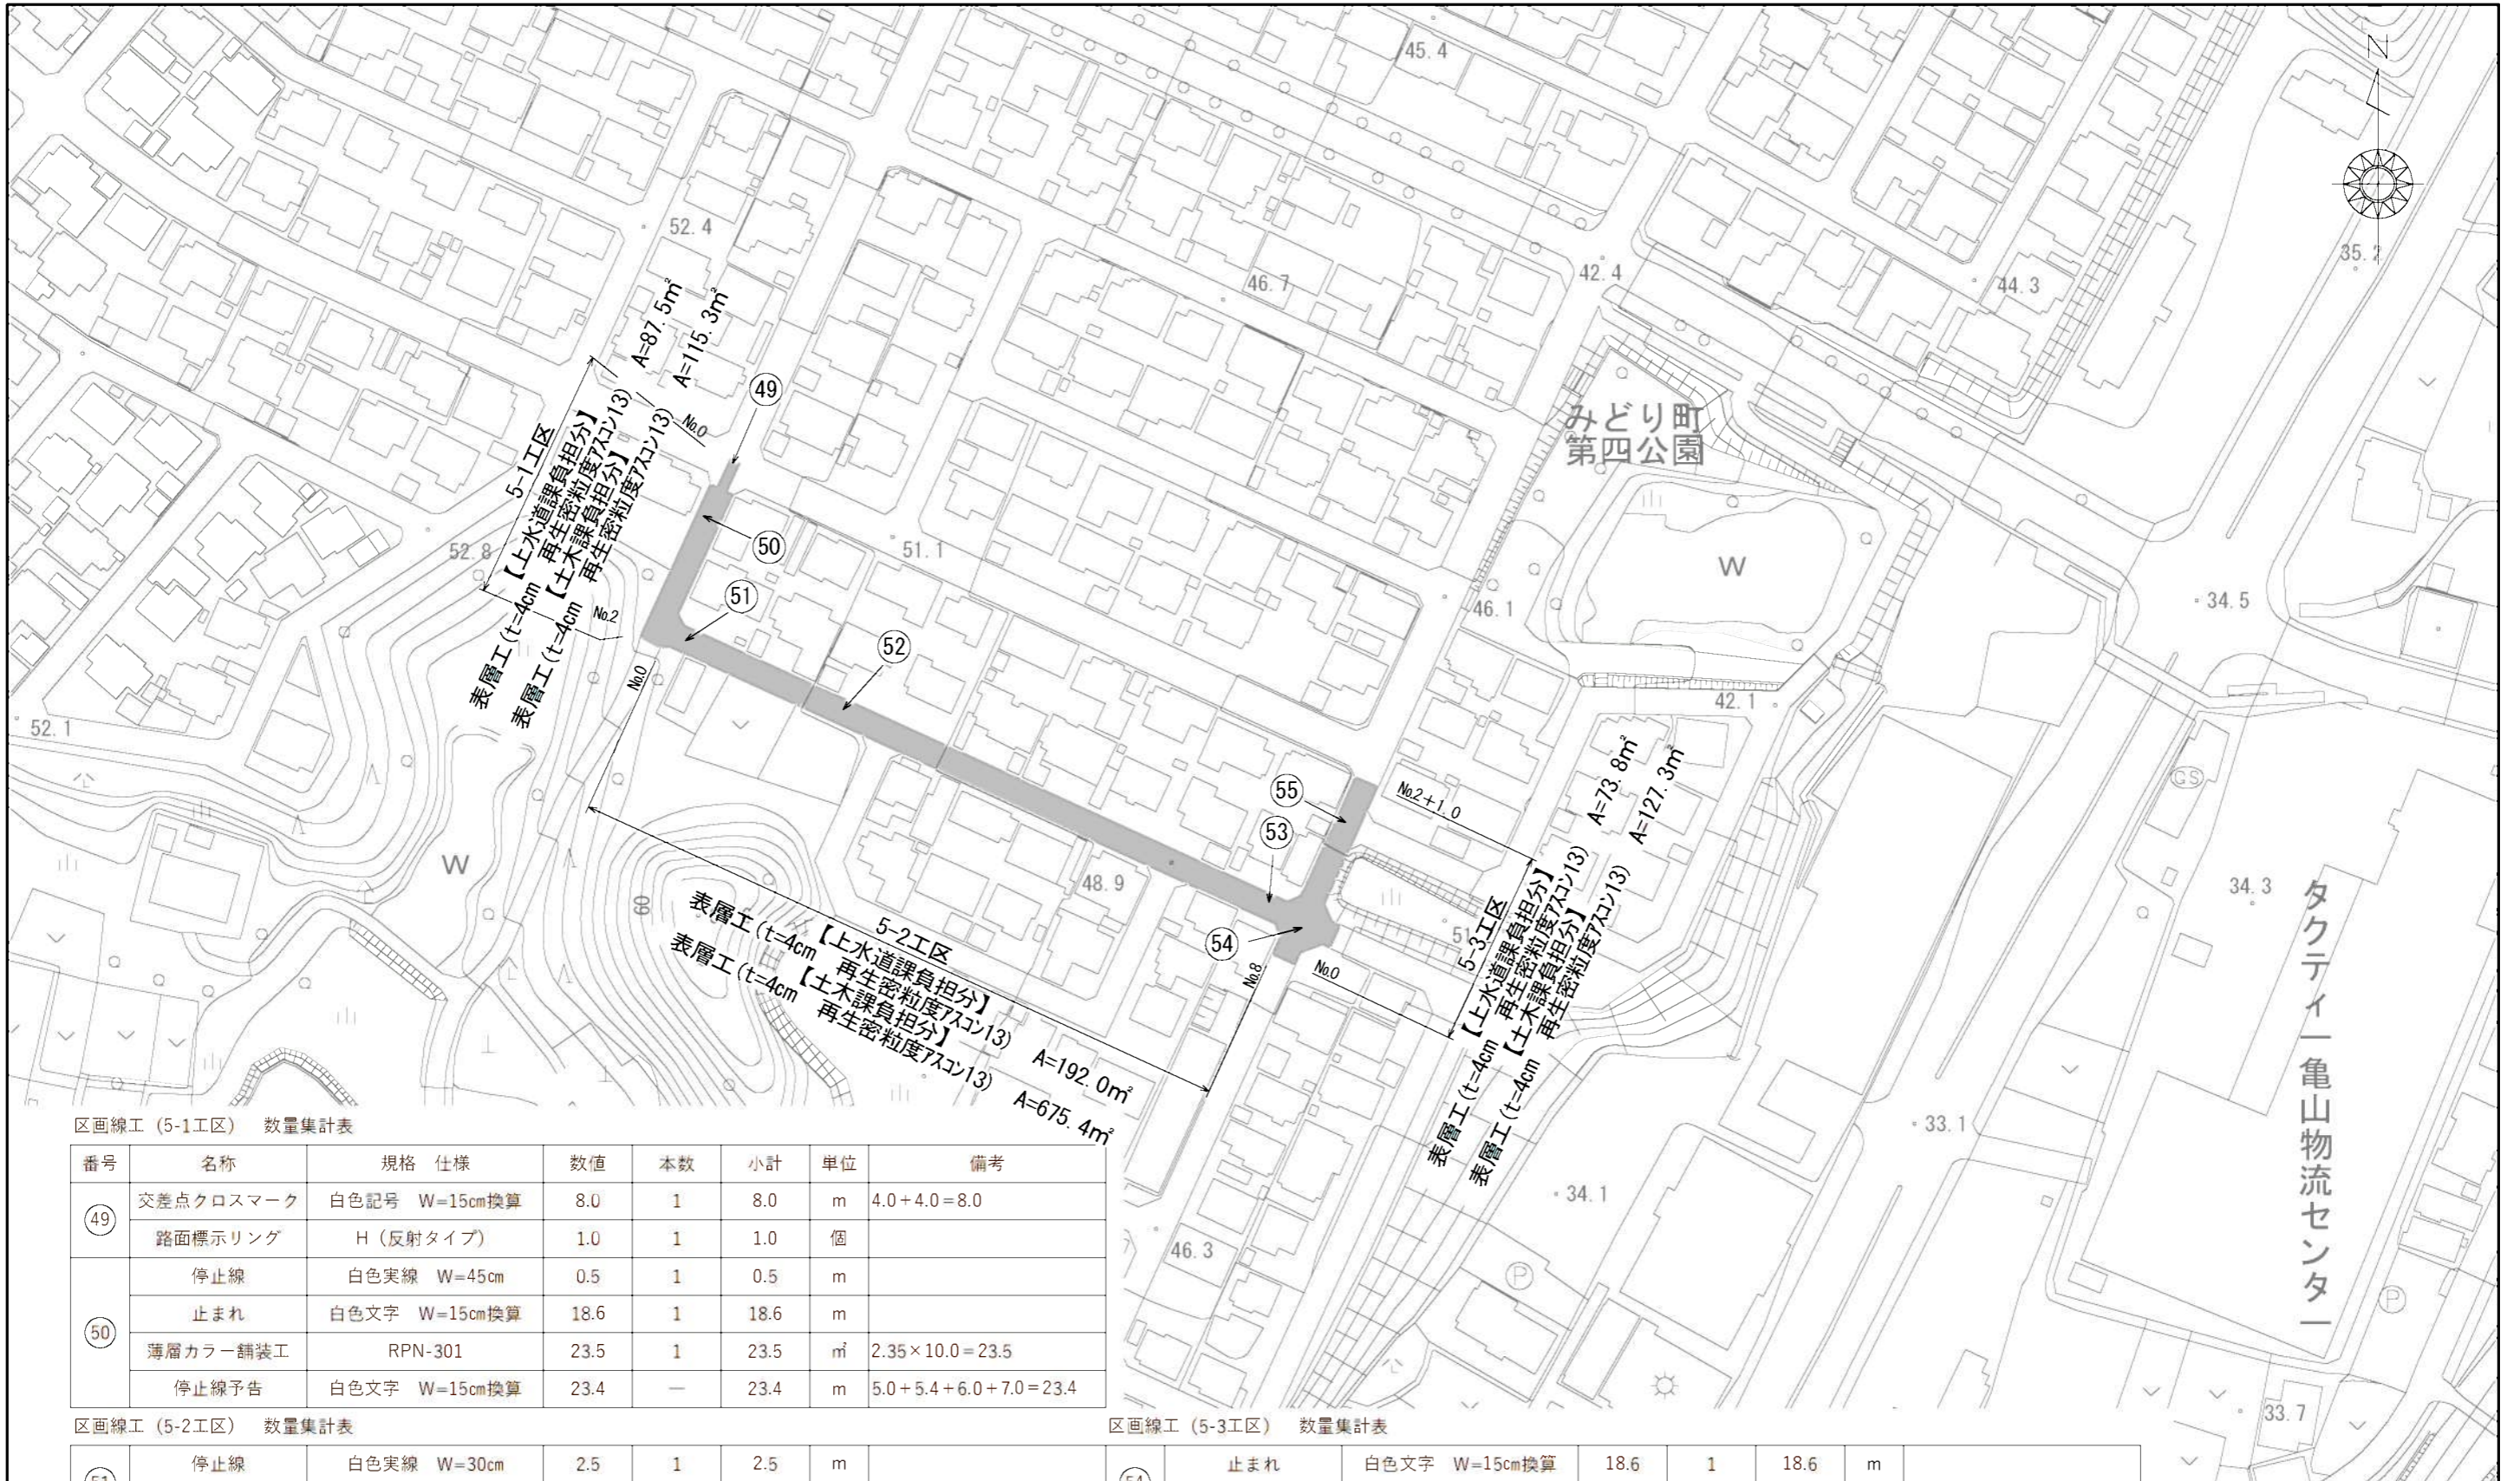 N
45.4
52.4
46.7
42.4
44.3
35.2
みどり町
第四公園
5-1工区
【上水道課負担分】
表層工(t=4cm 再生密粒度アスコン13) A=87.5㎡
【土木課負担分】
表層工(t=4cm 再生密粒度アスコン13) A=115.3㎡
No.0
No.2
49
50
51
52
52.8
51.1
46.1
W
34.5
42.1
52.1
No.0
W
60
48.9
55
53
54
51
No.2+1.0
No.8
No.0
5-2工区
【上水道課負担分】
表層工(t=4cm 再生密粒度アスコン13) A=192.0㎡
【土木課負担分】
表層工(t=4cm 再生密粒度アスコン13) A=675.4㎡
5-3工区
【上水道課負担分】
表層工(t=4cm 再生密粒度アスコン13) A=73.8㎡
【土木課負担分】
表層工(t=4cm 再生密粒度アスコン13) A=127.3㎡
GS
34.3
タクティー亀山物流センター
33.1
34.1
46.3
P
P
33.7
区画線工(5-1工区) 数量集計表
番号 名称 規格 仕様 数値 本数 小計 単位 備考
49 交差点クロスマーク 白色記号 W=15cm換算 8.0 1 8.0 m 4.0+4.0=8.0
路面標示リング H(反射タイプ) 1.0 1 1.0 個
50 停止線 白色実線 W=45cm 0.5 1 0.5 m
止まれ 白色文字 W=15cm換算 18.6 1 18.6 m
薄層カラー舗装工 RPN-301 23.5 1 23.5 ㎡ 2.35×10.0=23.5
停止線予告 白色文字 W=15cm換算 23.4 — 23.4 m 5.0+5.4+6.0+7.0=23.4
区画線工(5-2工区) 数量集計表
51 停止線 白色実線 W=30cm 2.5 1 2.5 m
区画線工(5-3工区) 数量集計表
54 止まれ 白色文字 W=15cm換算 18.6 1 18.6 m